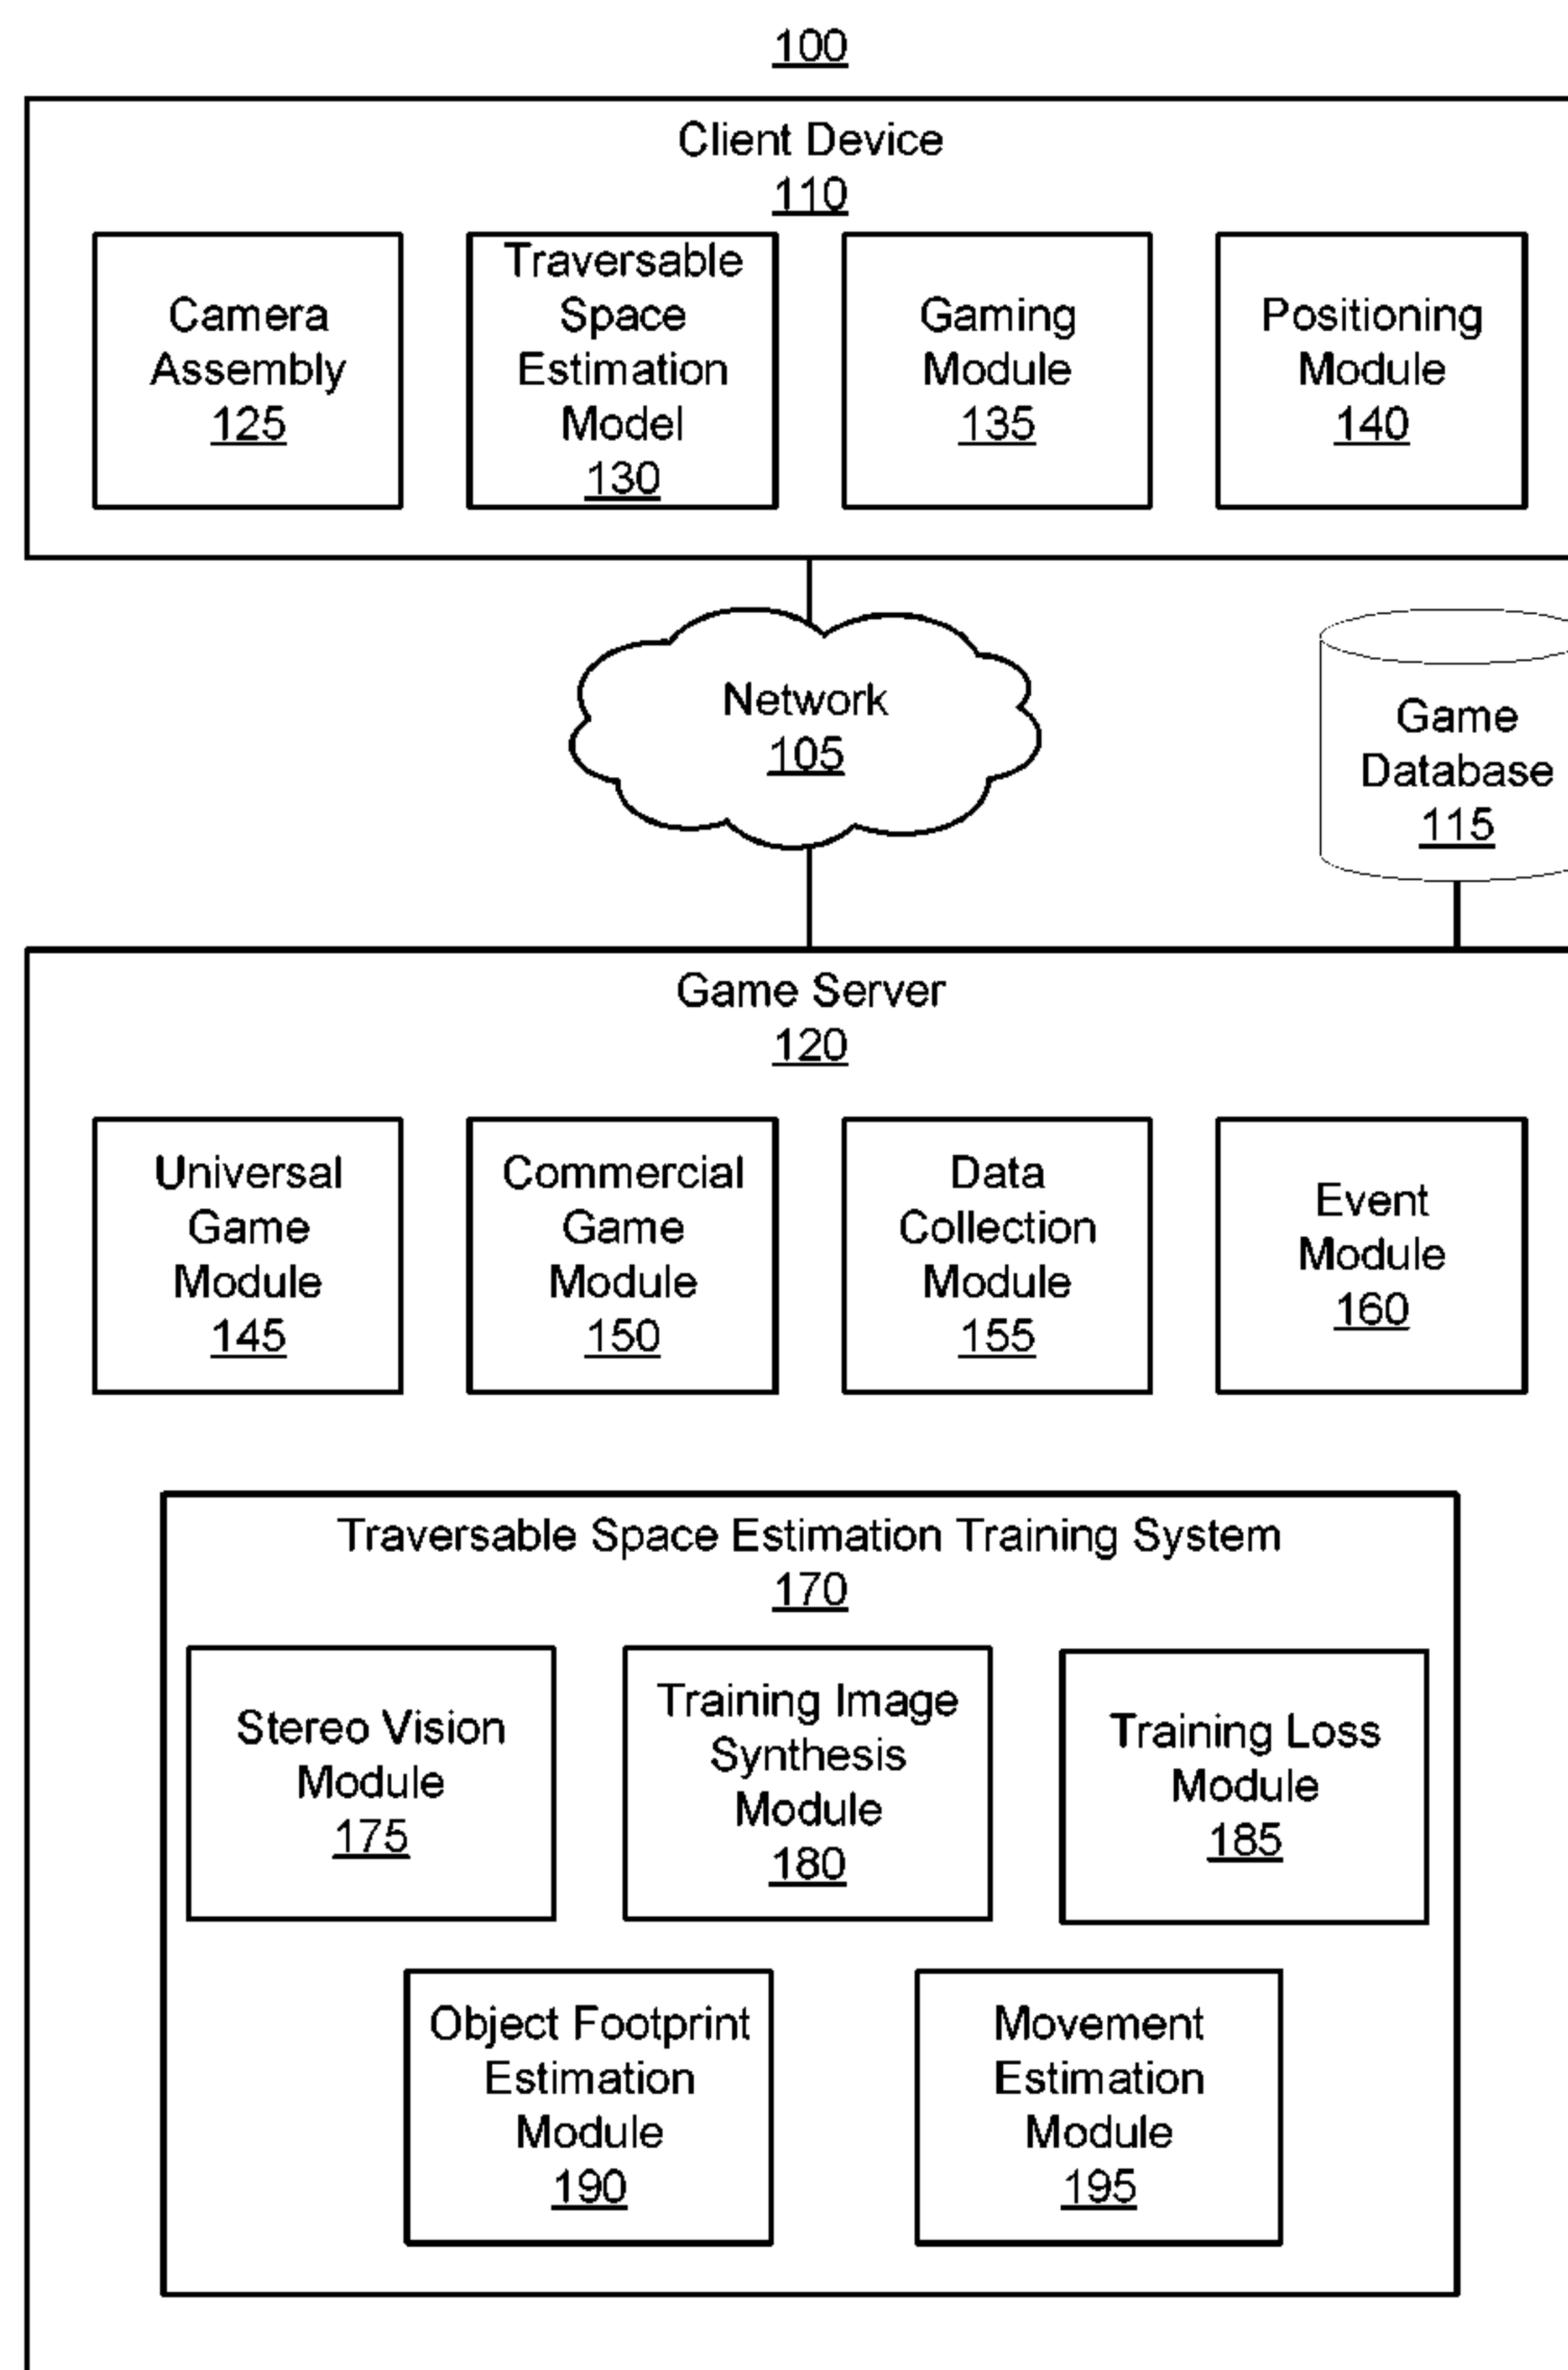 100
Client Device
110
Camera
Assembly
125
Traversable
Space
Estimation
Model
130
Gaming
Module
135
Positioning
Module
140
Network
105
Game
Database
115
Game Server
120
Universal
Game
Module
145
Commercial
Game
Module
150
Data
Collection
Module
155
Event
Module
160
Traversable Space Estimation Training System
170
Stereo Vision
Module
175
Training Image
Synthesis
Module
180
Training Loss
Module
185
Object Footprint
Estimation
Module
190
Movement
Estimation
Module
195